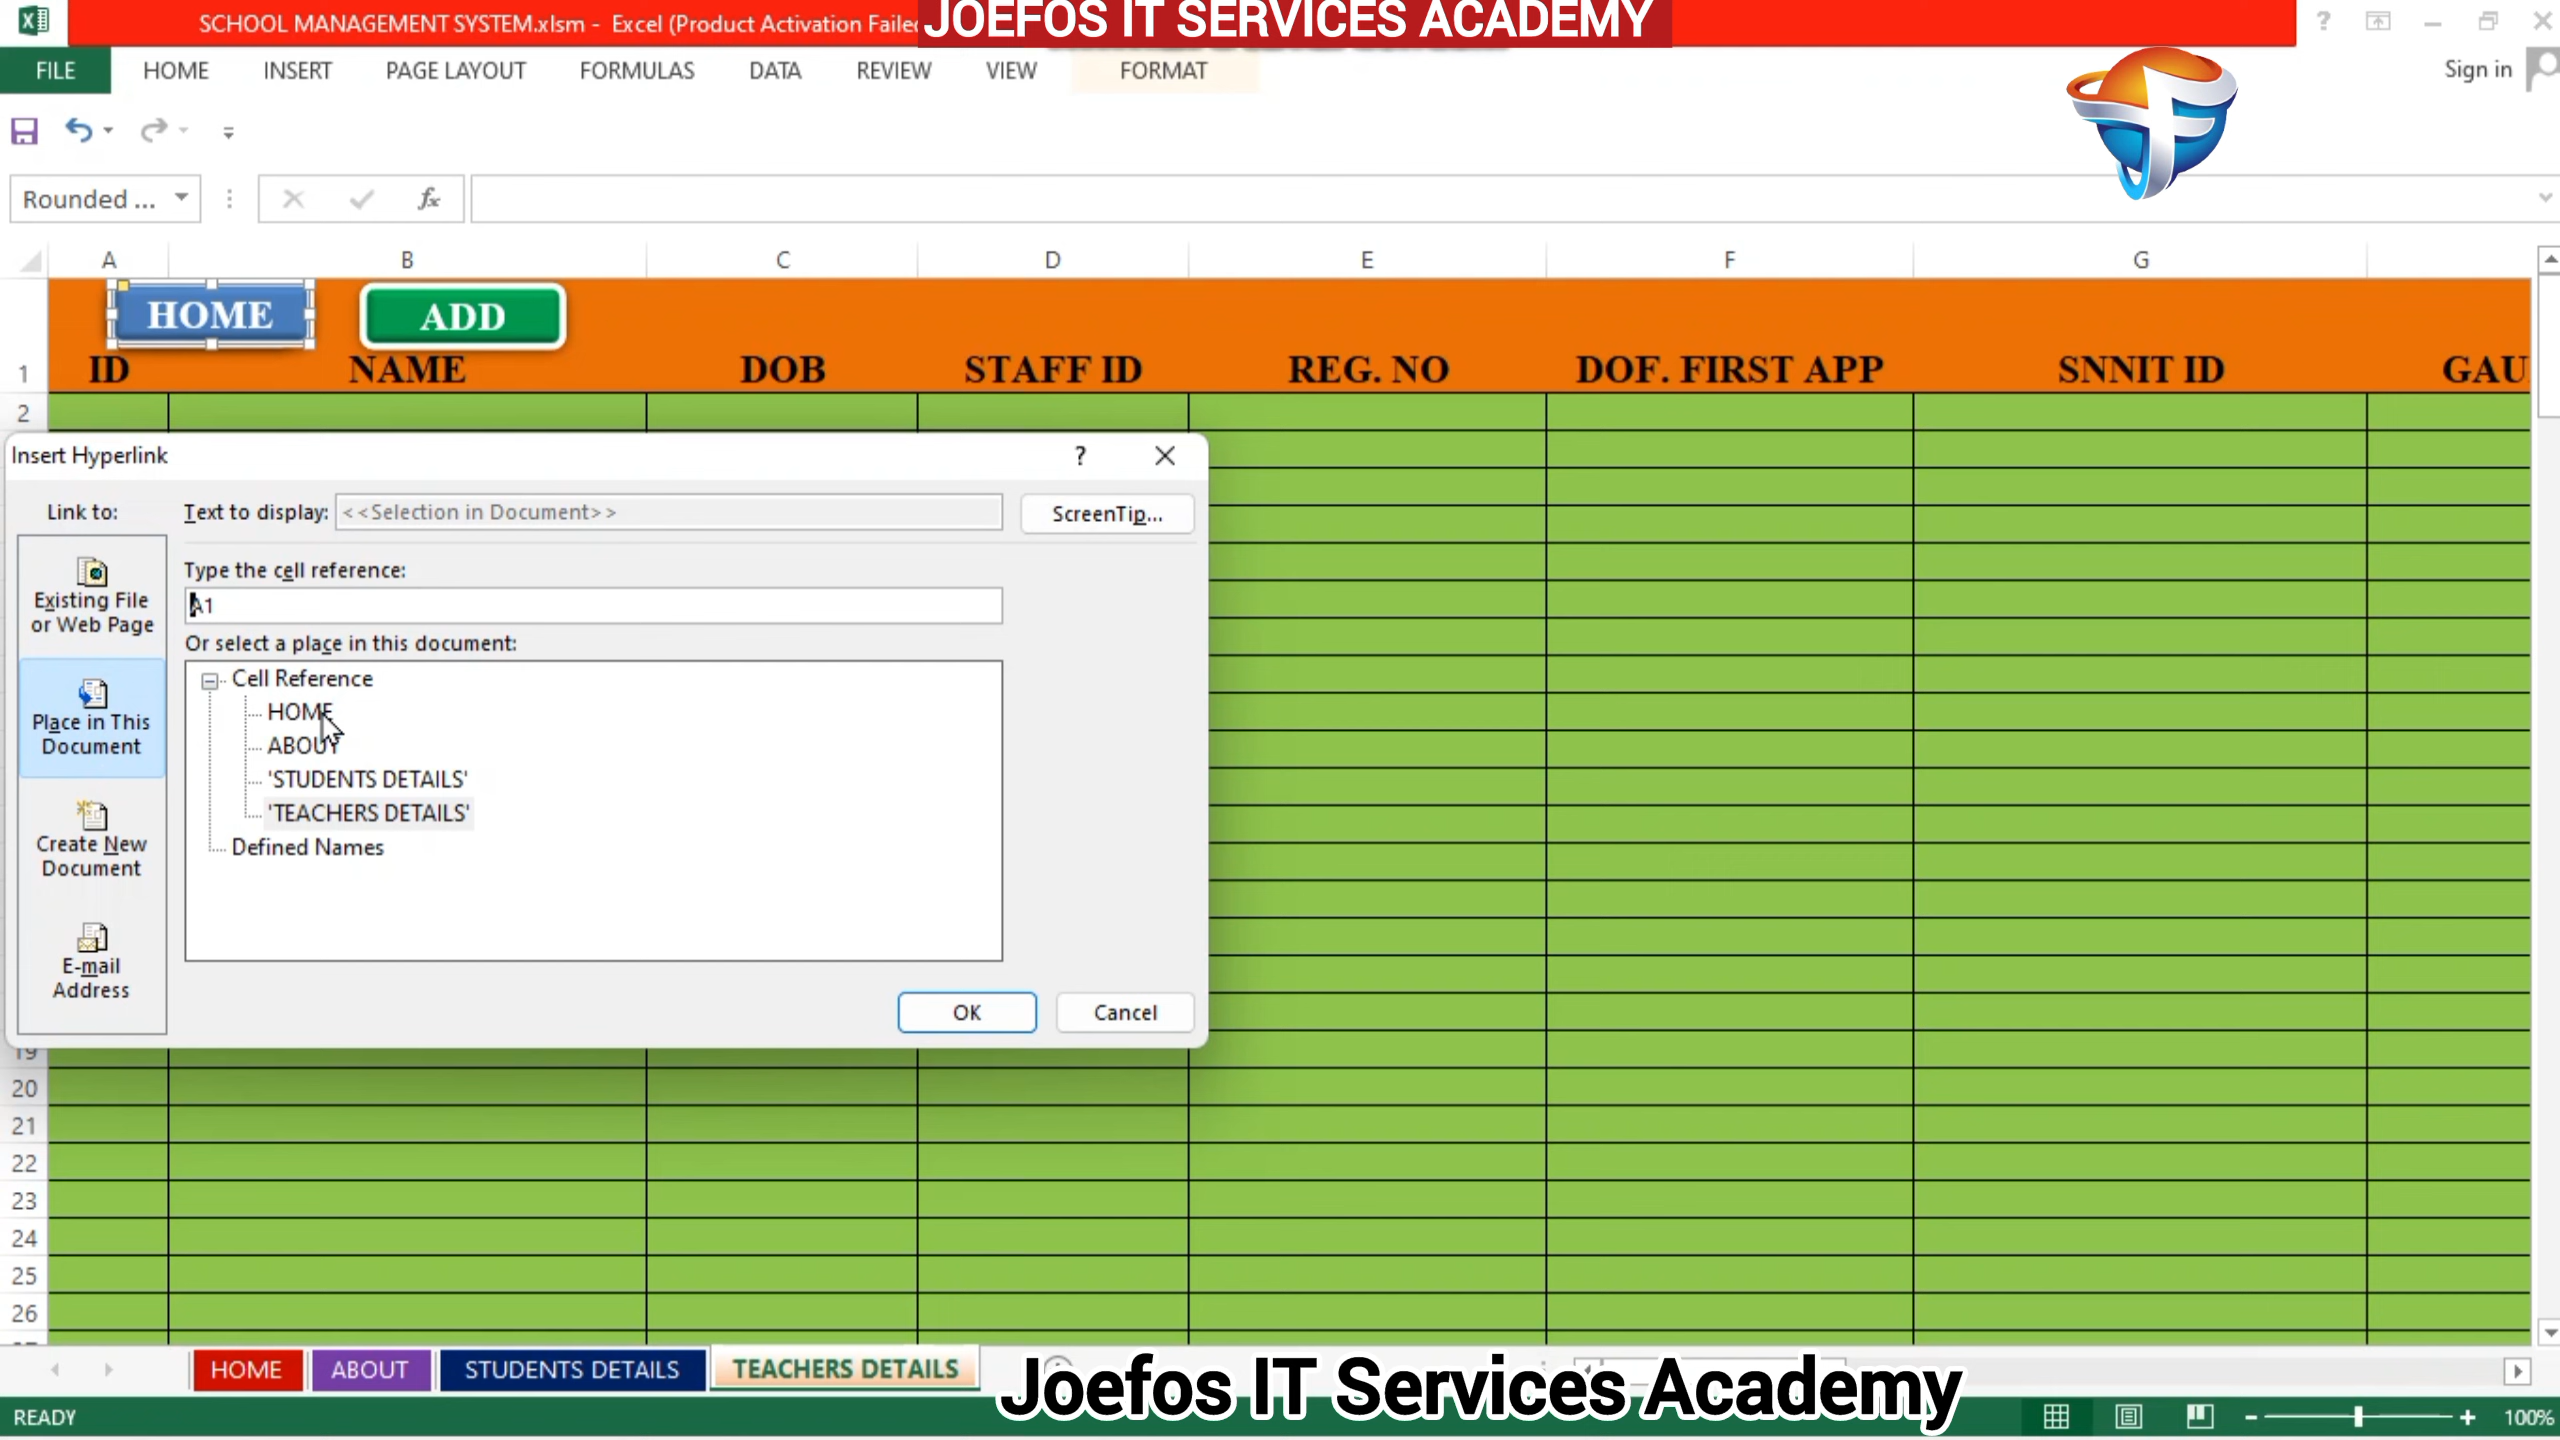 SCHOOL MANAGEMENT SYSTEM.xlsm - Excel (Product Activation Faile
JOEFOS IT SERVICES ACADEMY
FILE HOME INSERT PAGE LAYOUT FORMULAS DATA REVIEW VIEW FORMAT Sign in
Rounded ... fx
A B C D E F G
HOME ADD
1 ID NAME DOB STAFF ID REG. NO DOF. FIRST APP SNNIT ID GAU
2
Insert Hyperlink ?
Link to: Text to display: <<Selection in Document>> ScreenTip...
Existing File
or Web Page
Place in This
Document
Create New
Document
E-mail
Address
Type the cell reference:
A1
Or select a place in this document:
Cell Reference
HOME
ABOUT
'STUDENTS DETAILS'
'TEACHERS DETAILS'
Defined Names
OK Cancel
19
20
21
22
23
24
25
26
HOME ABOUT STUDENTS DETAILS TEACHERS DETAILS
Joefos IT Services Academy
READY 100%